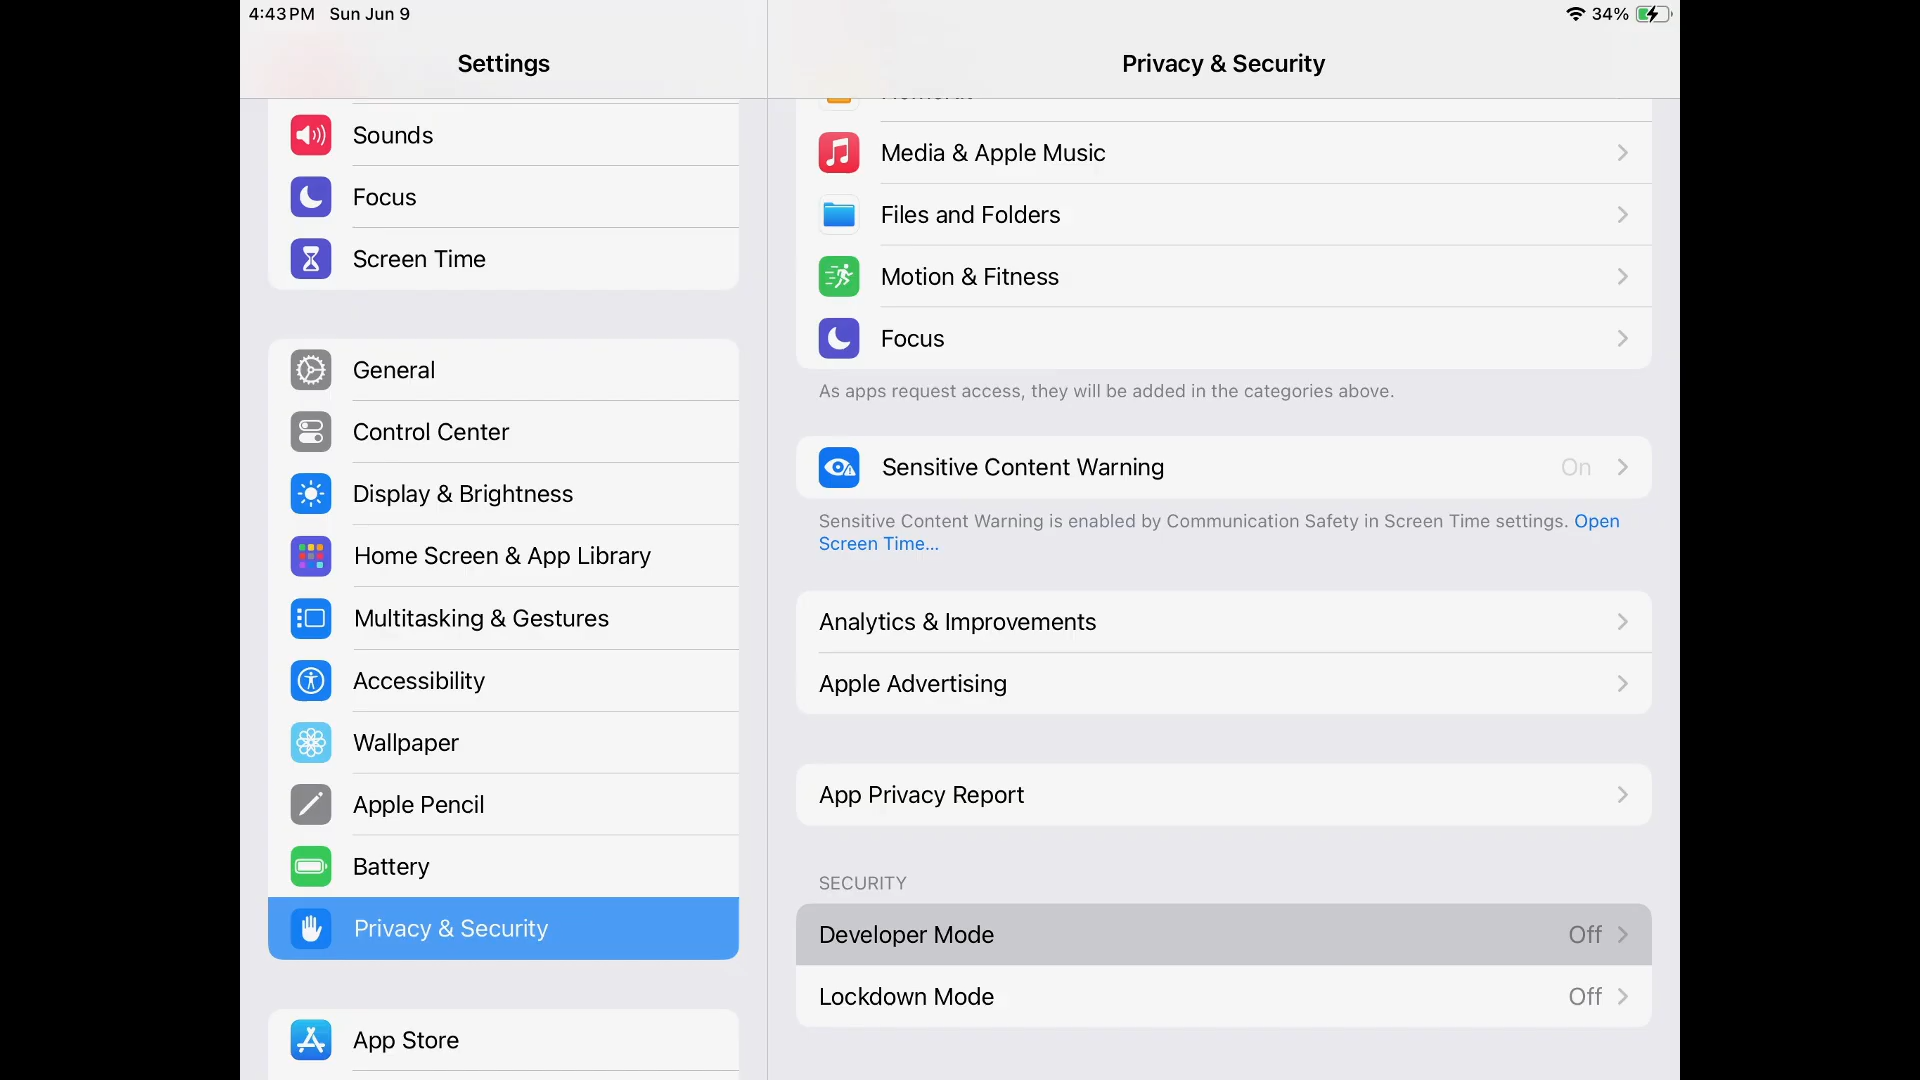 4:43 PM Sun Jun 9
34%
Settings
Sounds
Focus
Screen Time
General
Control Center
Display & Brightness
Home Screen & App Library
Multitasking & Gestures
Accessibility
Wallpaper
Apple Pencil
Battery
Privacy & Security
App Store
Privacy & Security
Media & Apple Music
Files and Folders
Motion & Fitness
Focus
As apps request access, they will be added in the categories above.
Sensitive Content Warning On
Sensitive Content Warning is enabled by Communication Safety in Screen Time settings. Open
Screen Time...
Analytics & Improvements
Apple Advertising
App Privacy Report
SECURITY
Developer Mode Off
Lockdown Mode Off